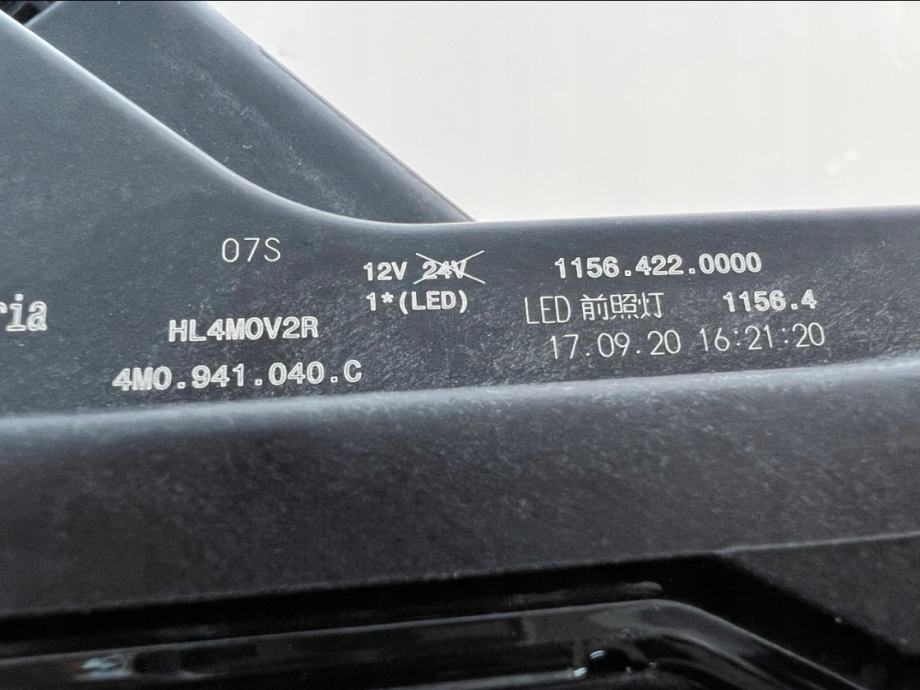 07S
12V 24V
1156.422.0000
1*(LED)
LED 前照灯 1156.4
ria
HL4M0V2R
17.09.20 16:21:20
4M0.941.040.C